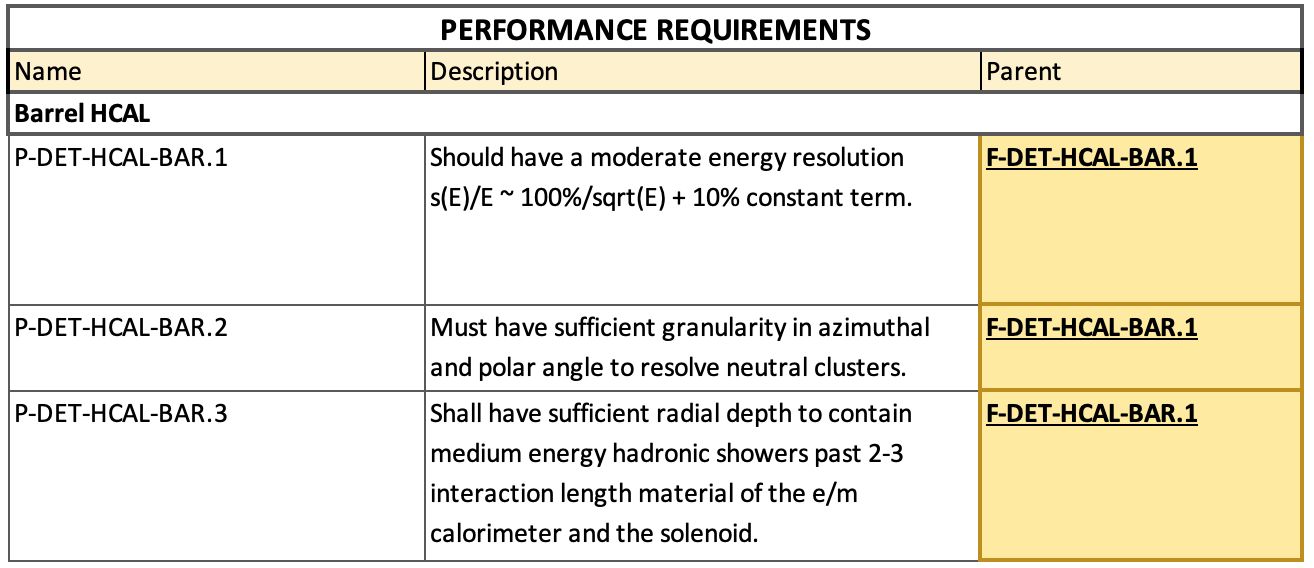 PERFORMANCE REQUIREMENTS
Name Description Parent
Barrel HCAL
P-DET-HCAL-BAR.1 Should have a moderate energy resolution F-DET-HCAL-BAR.1
s(E)/E ~ 100%/sqrt(E) + 10% constant term.
P-DET-HCAL-BAR.2 Must have sufficient granularity in azimuthal F-DET-HCAL-BAR.1
and polar angle to resolve neutral clusters.
P-DET-HCAL-BAR.3 Shall have sufficient radial depth to contain F-DET-HCAL-BAR.1
medium energy hadronic showers past 2-3
interaction length material of the e/m
calorimeter and the solenoid.